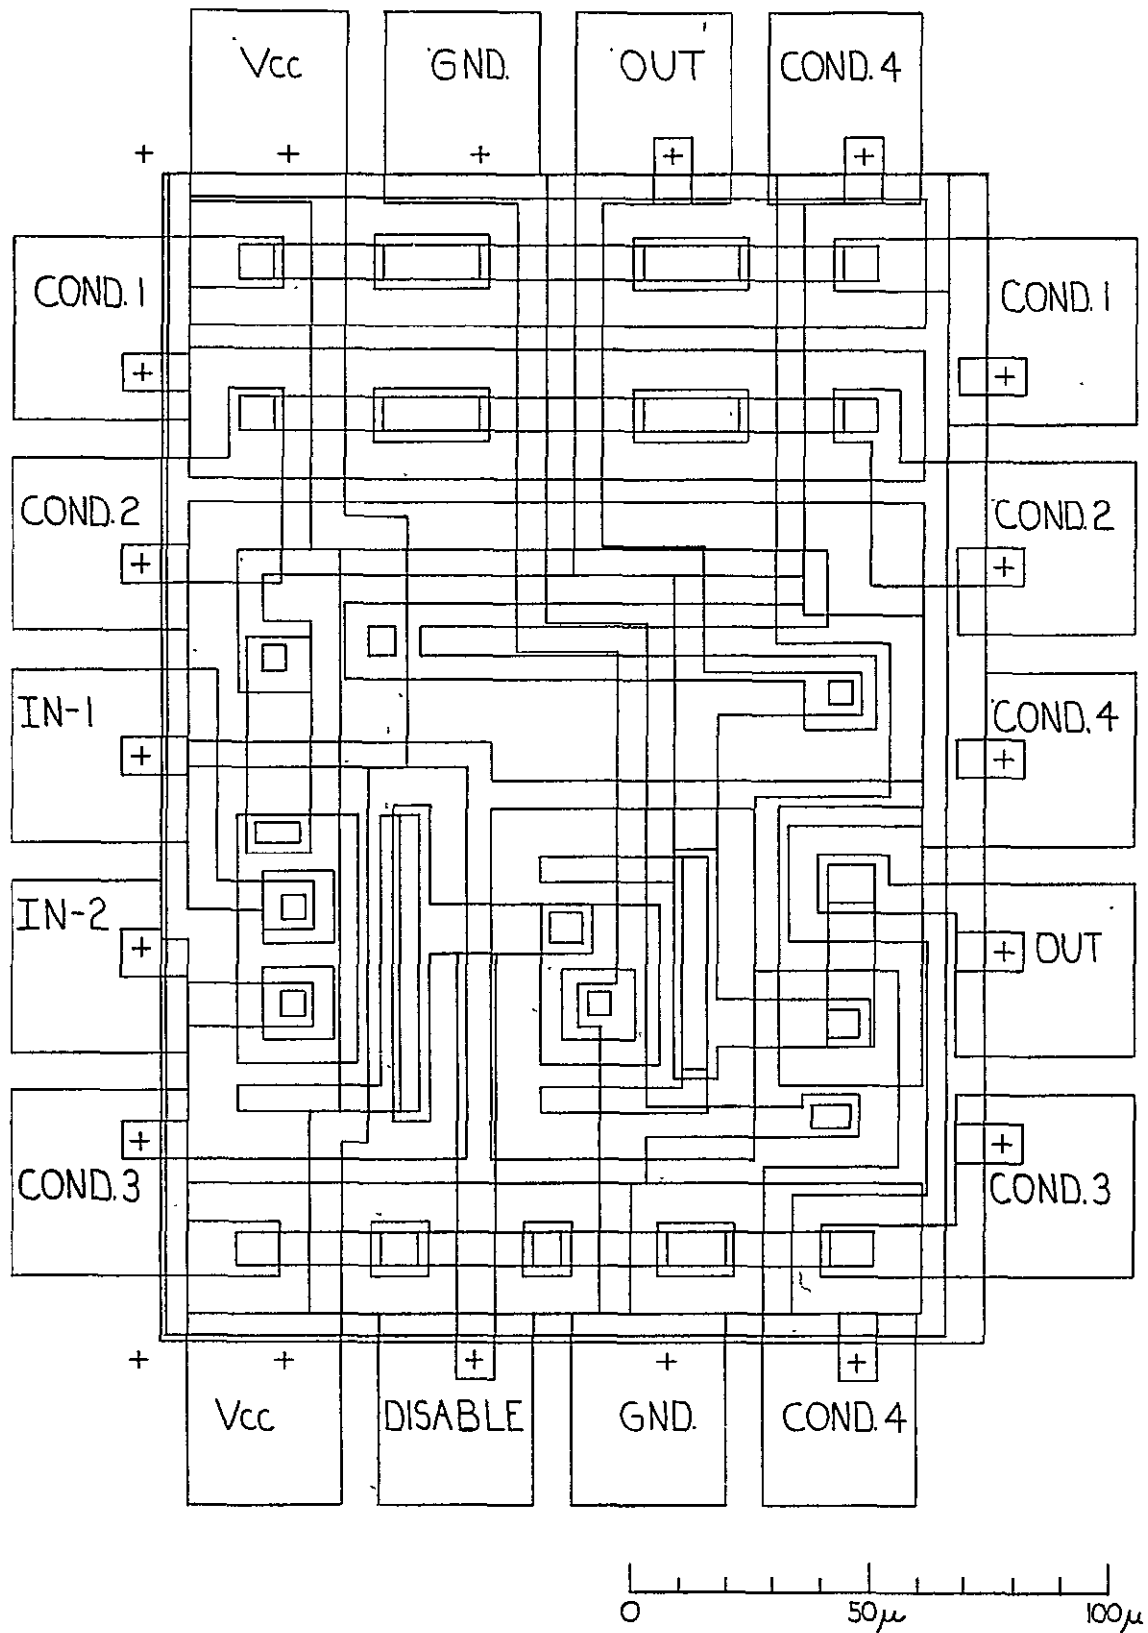 Vcc GND. OUT COND. 4
COND. 1 COND. 1
COND. 2 COND. 2
IN-1 COND. 4
IN-2 OUT
COND. 3 COND. 3
Vcc DISABLE GND. COND. 4
0 50μ 100μ